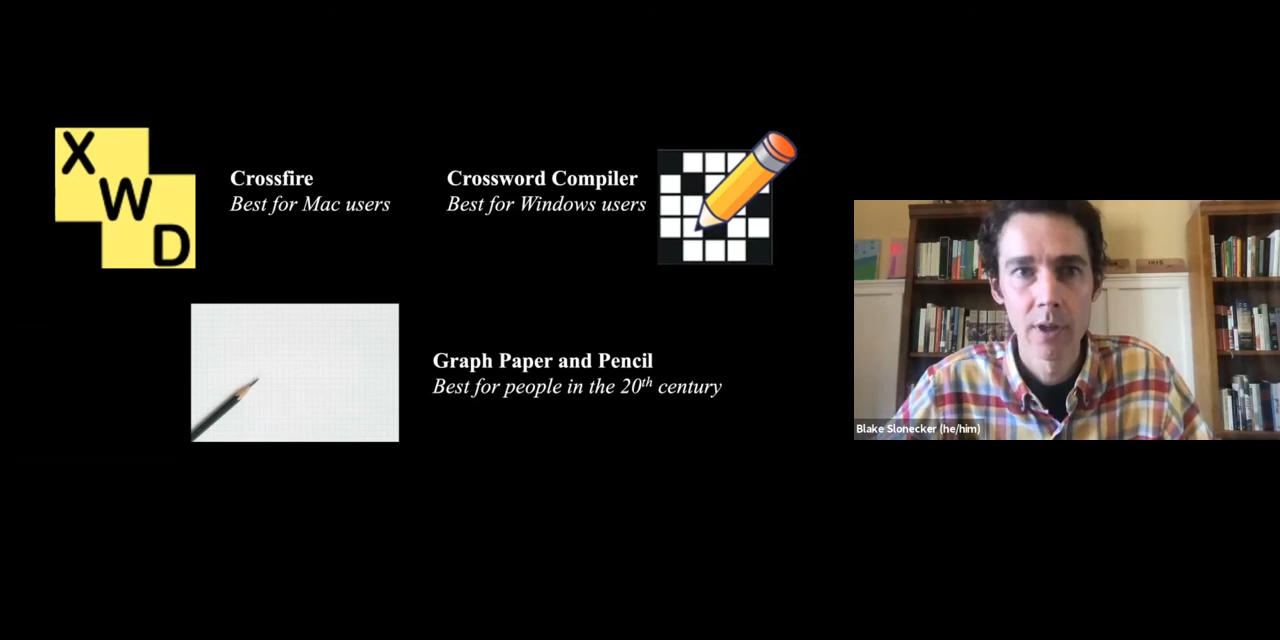 X
W
D
Crossfire
Best for Mac users
Crossword Compiler
Best for Windows users
Graph Paper and Pencil
Best for people in the 20th century
IRIS
Blake Slonecker (he/him)